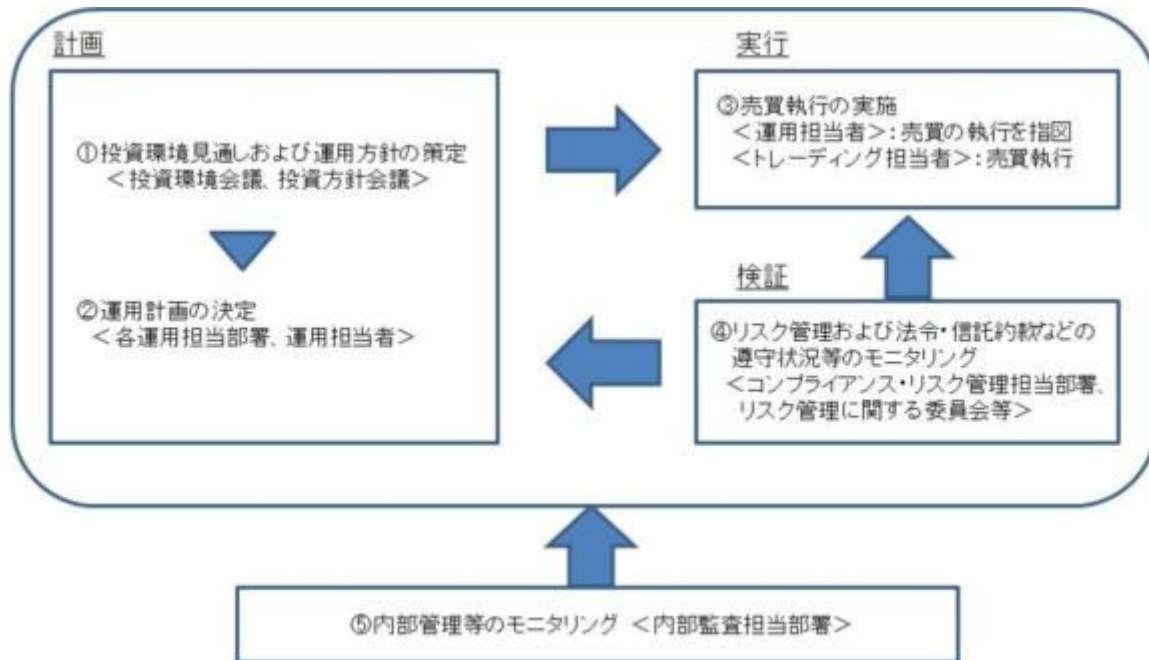 計画
①投資環境見通しおよび運用方針の策定
＜投資環境会議、投資方針会議＞
②運用計画の決定
＜各運用担当部署、運用担当者＞
実行
③売買執行の実施
＜運用担当者＞：売買の執行を指図
＜トレーディング担当者＞：売買執行
検証
④リスク管理および法令・信託約款などの
遵守状況等のモニタリング
＜コンプライアンス・リスク管理担当部署、
リスク管理に関する委員会等＞
⑤内部管理等のモニタリング ＜内部監査担当部署＞